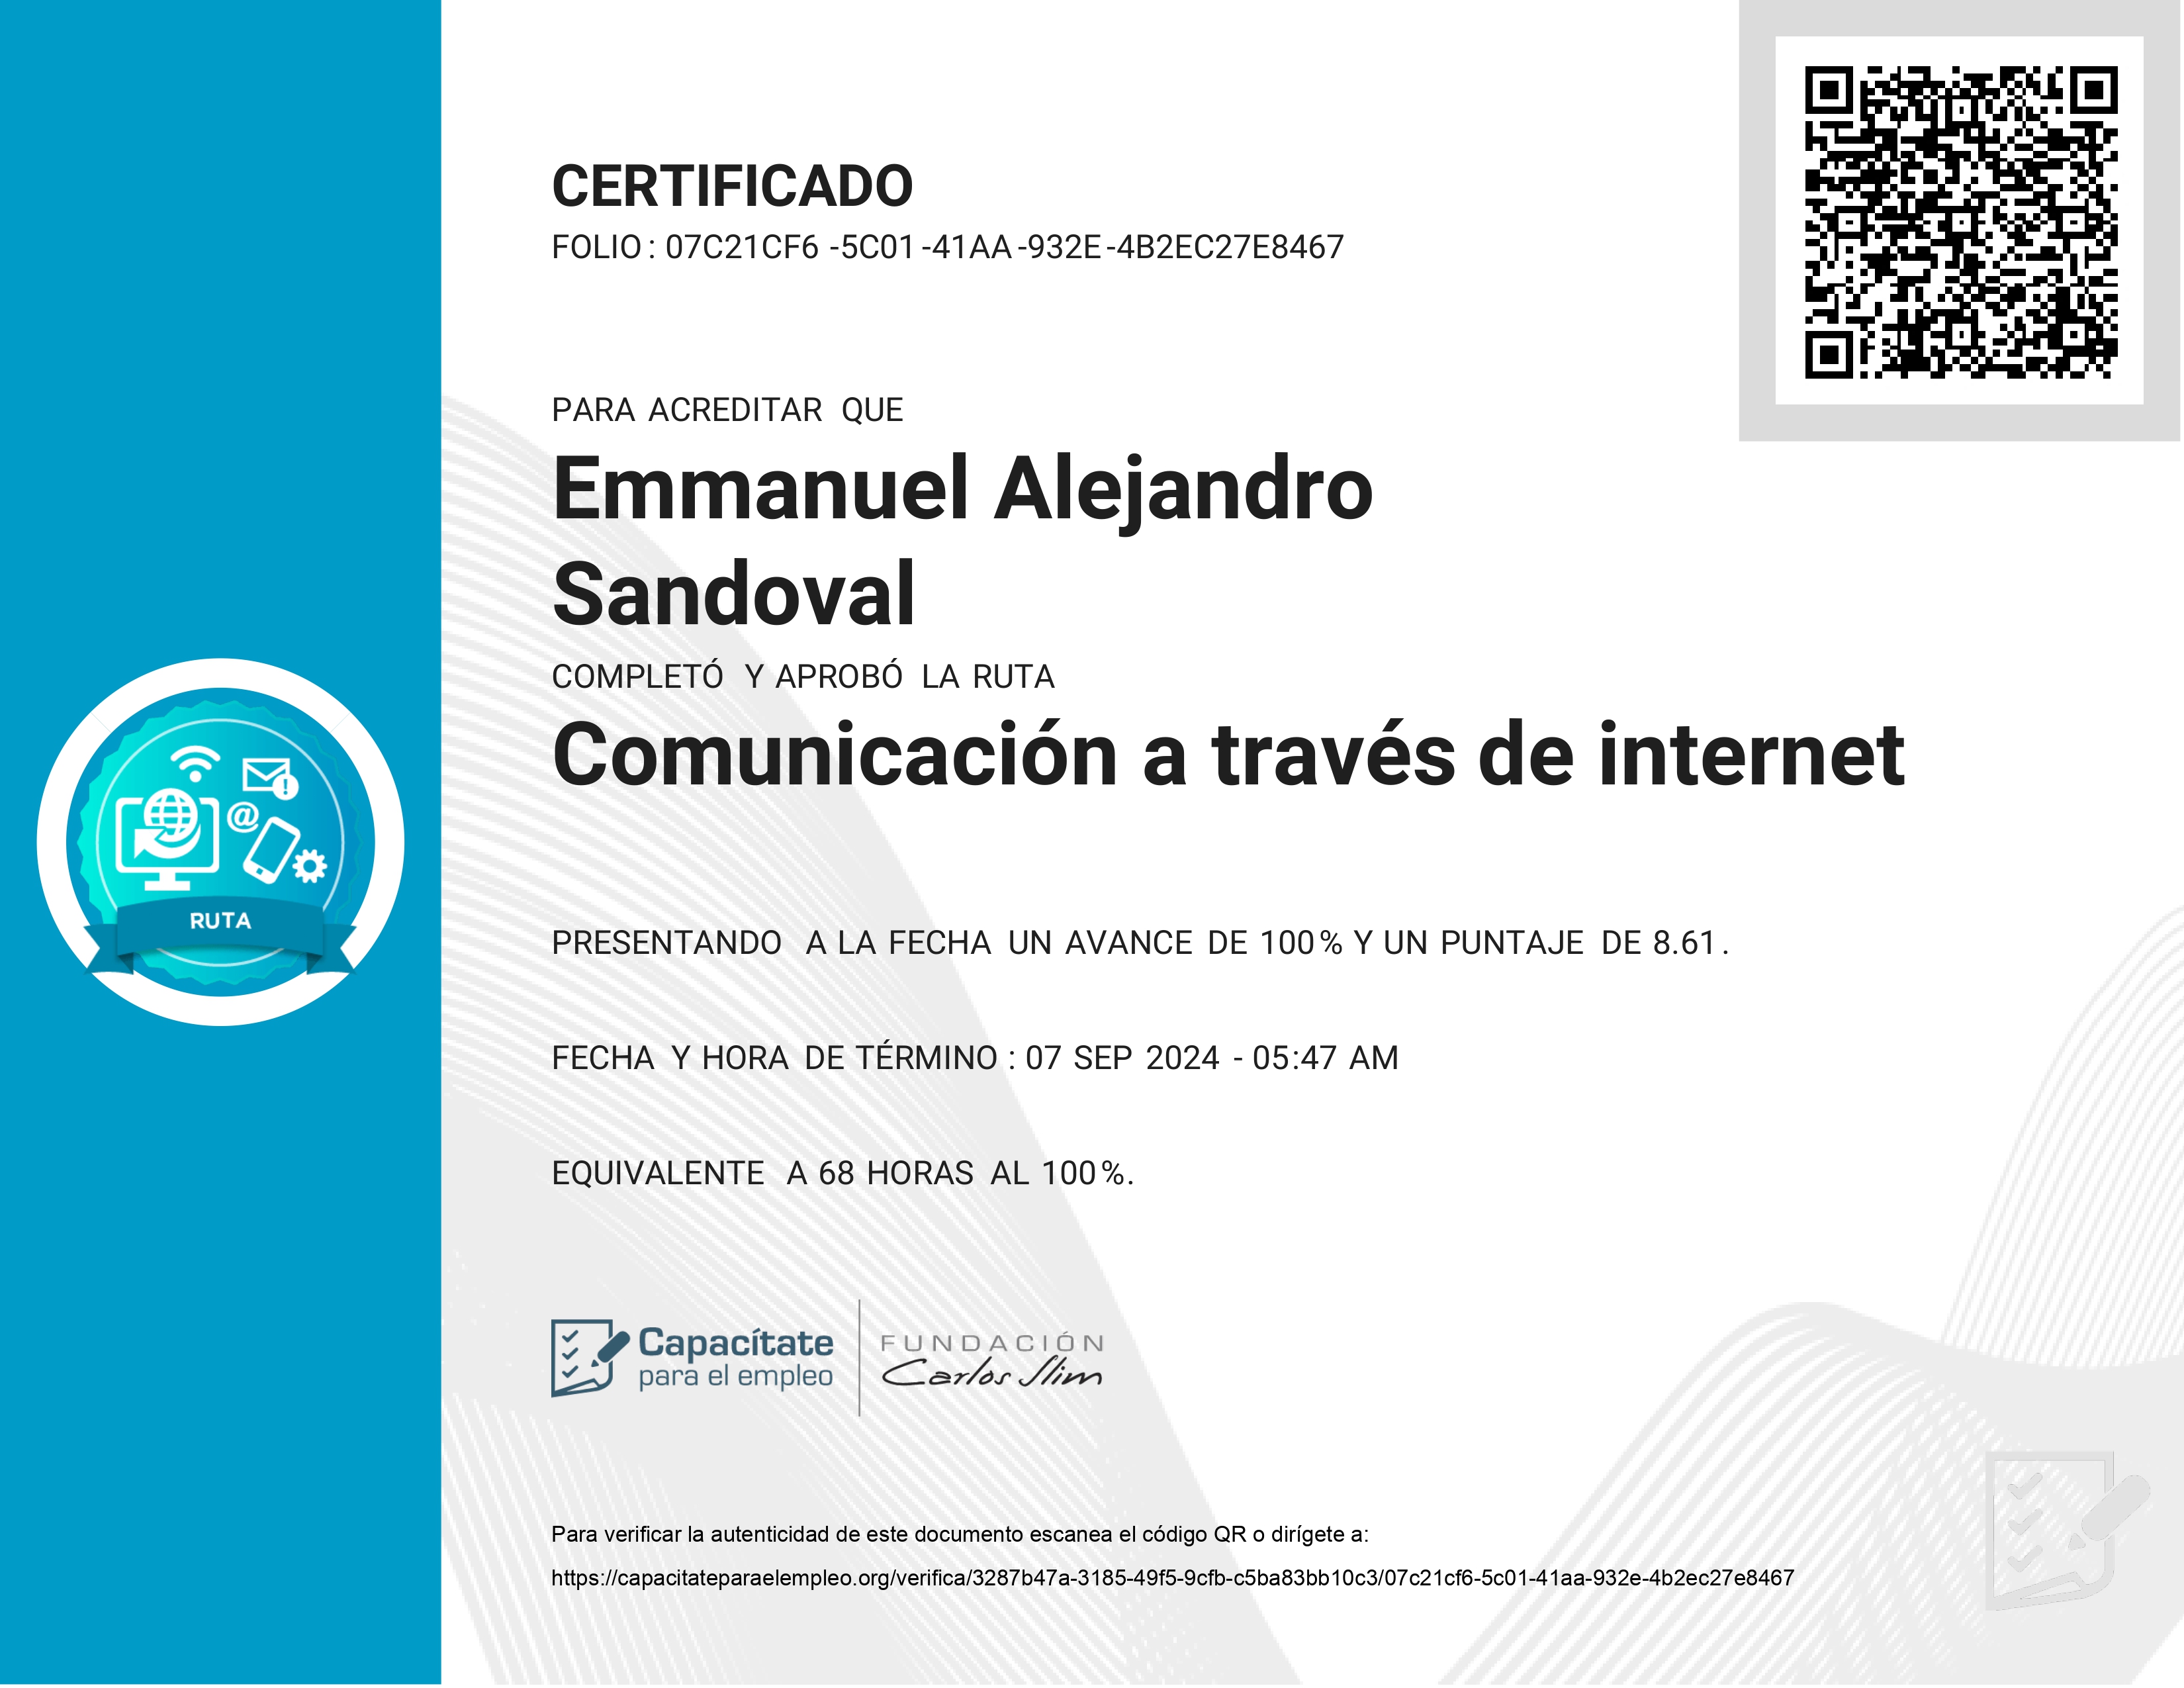 CERTIFICADO
FOLIO : 07C21CF6 -5C01 -41AA -932E -4B2EC27E8467
PARA ACREDITAR QUE
Emmanuel Alejandro
Sandoval
COMPLETÓ Y APROBÓ LA RUTA
Comunicación a través de internet
@
RUTA
PRESENTANDO A LA FECHA UN AVANCE DE 100% Y UN PUNTAJE DE 8.61.
FECHA Y HORA DE TÉRMINO : 07 SEP 2024 - 05:47 AM
EQUIVALENTE A 68 HORAS AL 100%.
Capacítate
para el empleo
FUNDACIÓN
Carlos Slim
Para verificar la autenticidad de este documento escanea el código QR o dirígete a:
https://capacitateparaelempleo.org/verifica/3287b47a-3185-49f5-9cfb-c5ba83bb10c3/07c21cf6-5c01-41aa-932e-4b2ec27e8467